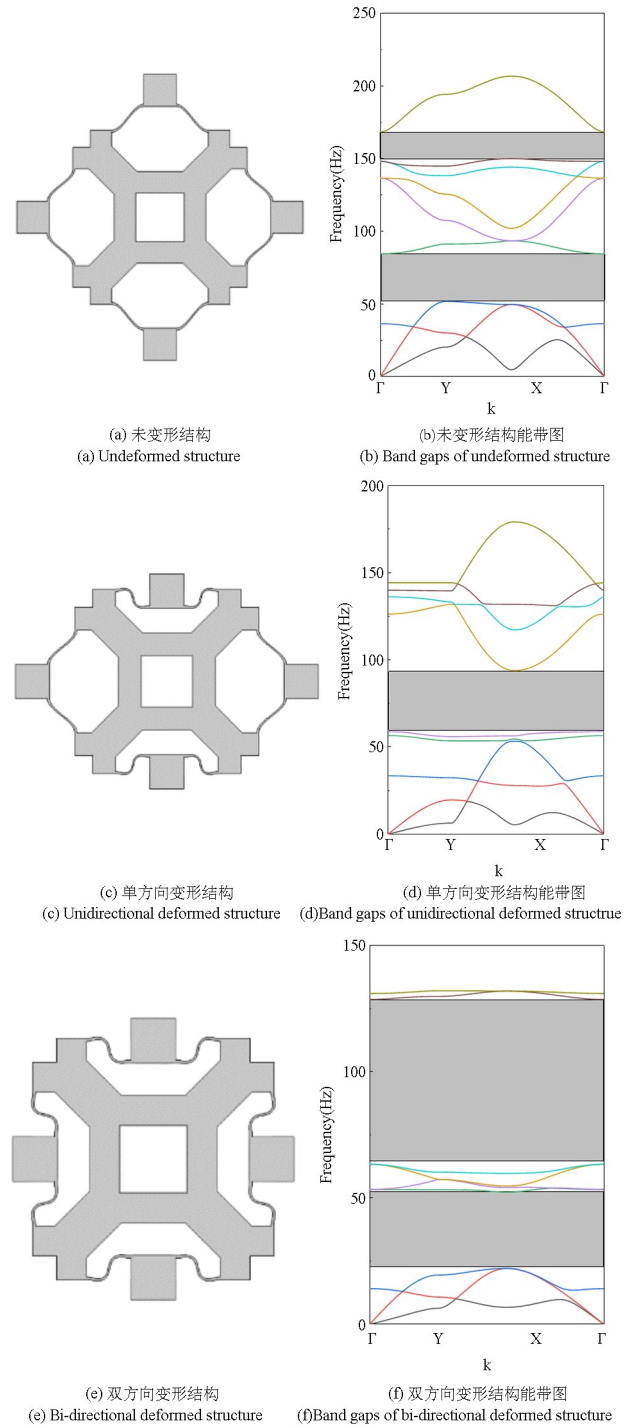 250
200
150
100
50
0
Frequency(Hz)
Γ Y X Γ
k
(a) 未变形结构
(a) Undeformed structure
(b)未变形结构能带图
(b) Band gaps of undeformed structure
200
150
100
50
0
Frequency(Hz)
Γ Y X Γ
k
(c) 单方向变形结构
(c) Unidirectional deformed structure
(d) 单方向变形结构能带图
(d)Band gaps of unidirectional deformed structrue
150
100
50
0
Frequency(Hz)
Γ Y X Γ
k
(e) 双方向变形结构
(e) Bi-directional deformed structure
(f) 双方向变形结构能带图
(f)Band gaps of bi-directional deformed structure